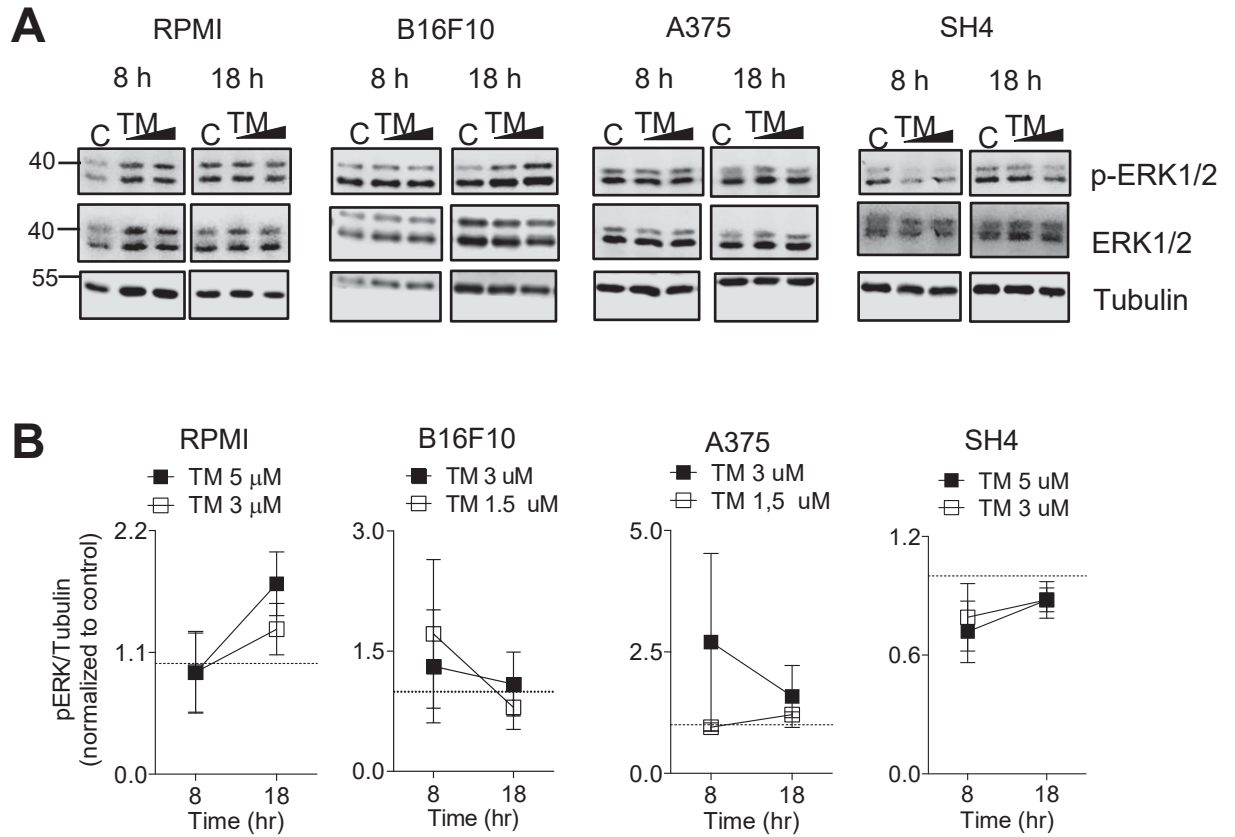 A
RPMI B16F10 A375 SH4
8 h 18 h 8 h 18 h 8 h 18 h 8 h 18 h
C TM C TM C TM C TM C TM C TM C TM C TM
40 p-ERK1/2
40 ERK1/2
55 Tubulin
B
RPMI B16F10 A375 SH4
TM 5 μM TM 3 uM TM 3 uM TM 5 uM
TM 3 μM TM 1.5 uM TM 1,5 uM TM 3 uM
pERK/Tubulin
(normalized to control)
2.2 3.0 5.0 1.2
1.1 1.5 2.5 0.6
0.0 0.0 0.0 0.0
8 18 8 18 8 18 8 18
Time (hr) Time (hr) Time (hr) Time (hr)